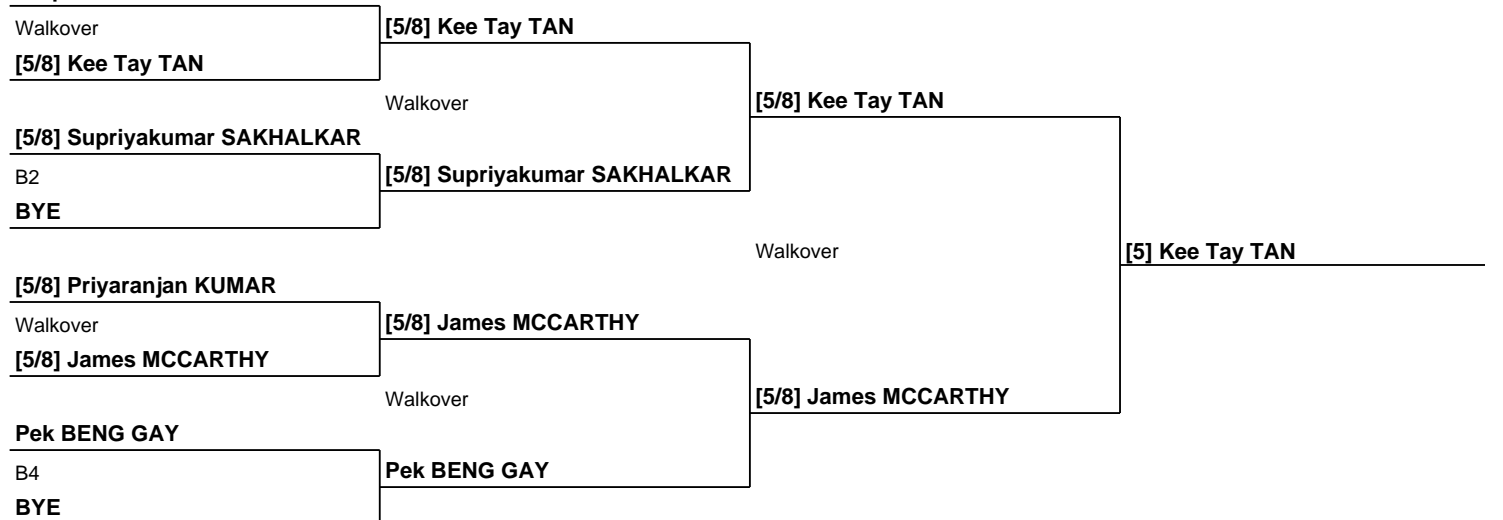 Walkover
[5/8] Kee Tay TAN
[5/8] Kee Tay TAN
Walkover
[5/8] Kee Tay TAN
[5/8] Supriyakumar SAKHALKAR
B2
[5/8] Supriyakumar SAKHALKAR
BYE
Walkover
[5] Kee Tay TAN
[5/8] Priyaranjan KUMAR
Walkover
[5/8] James MCCARTHY
[5/8] James MCCARTHY
Walkover
[5/8] James MCCARTHY
Pek BENG GAY
B4
Pek BENG GAY
BYE